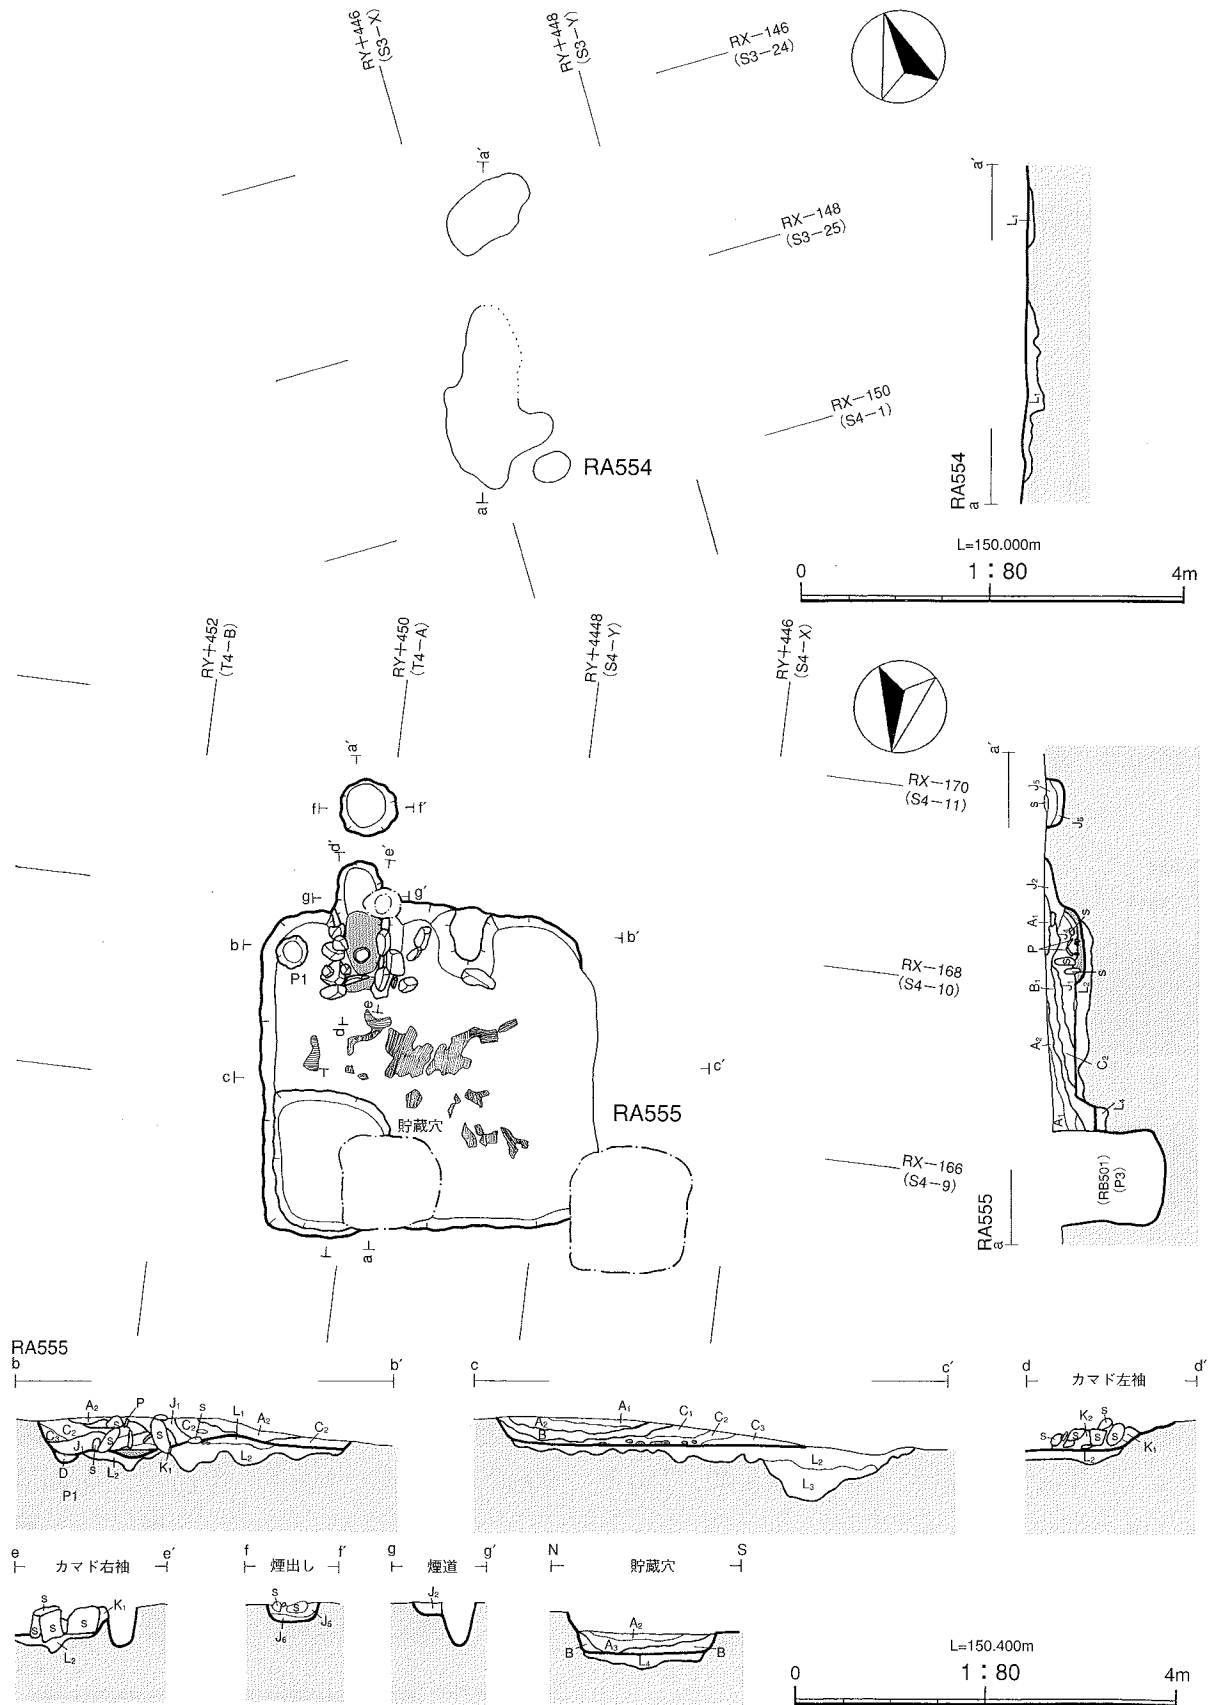 RY+446
(S3-X)
RY+448
(S3-Y)
RX-146
(S3-24)
a'
RX-148
(S3-25)
RX-150
(S4-1)
RA554
a
a'
L1
L1
RA554
a
L=150.000m
0 1:80 4m
RY+452
(T4-B)
RY+450
(T4-A)
RY+4448
(S4-Y)
RY+446
(S4-X)
a'
f f'
d' e'
g g'
b b'
P1
e
d
c c'
貯蔵穴
RA555
a
RX-170
(S4-11)
RX-168
(S4-10)
RX-166
(S4-9)
a'
J5
s
J6
J2
A1
s
P
J4
s
B1
J1
L2
s
A2
C2
A1
L4
(RB501)
(P3)
RA555
a
RA555
b b'
A2 P J1 s L1 A2 C2
C3 C2 s s C2
J1 s L2 K1 L2
D
P1
c c'
A1 C1 C2 C3
A2
B
L2
L3
d d'
カマド左袖
K2 s
s s s K1
L2
e e'
カマド右袖
s K1
s s s
L2
f 煙出し f'
s s J5
J6
g 煙道 g'
J2
N 貯蔵穴 S
A2
A3
B L4 B
L=150.400m
0 1:80 4m